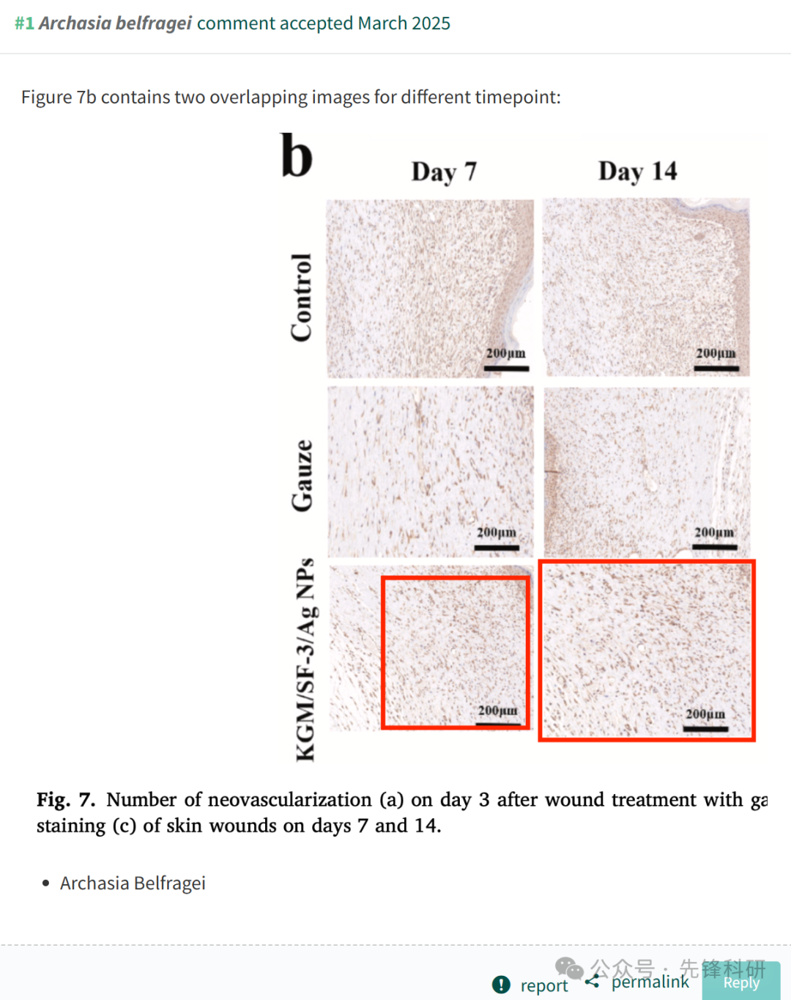 #1 Archasia belfragei comment accepted March 2025
Figure 7b contains two overlapping images for different timepoint:
b
Day 7
Day 14
Control
200μm
200μm
Gauze
200μm
200μm
KGM/SF-3/Ag NPs
200μm
200μm
Fig. 7. Number of neovascularization (a) on day 3 after wound treatment with ga
staining (c) of skin wounds on days 7 and 14.
• Archasia Belfragei
公众号 · 先锋科研
! report
permalink
Reply